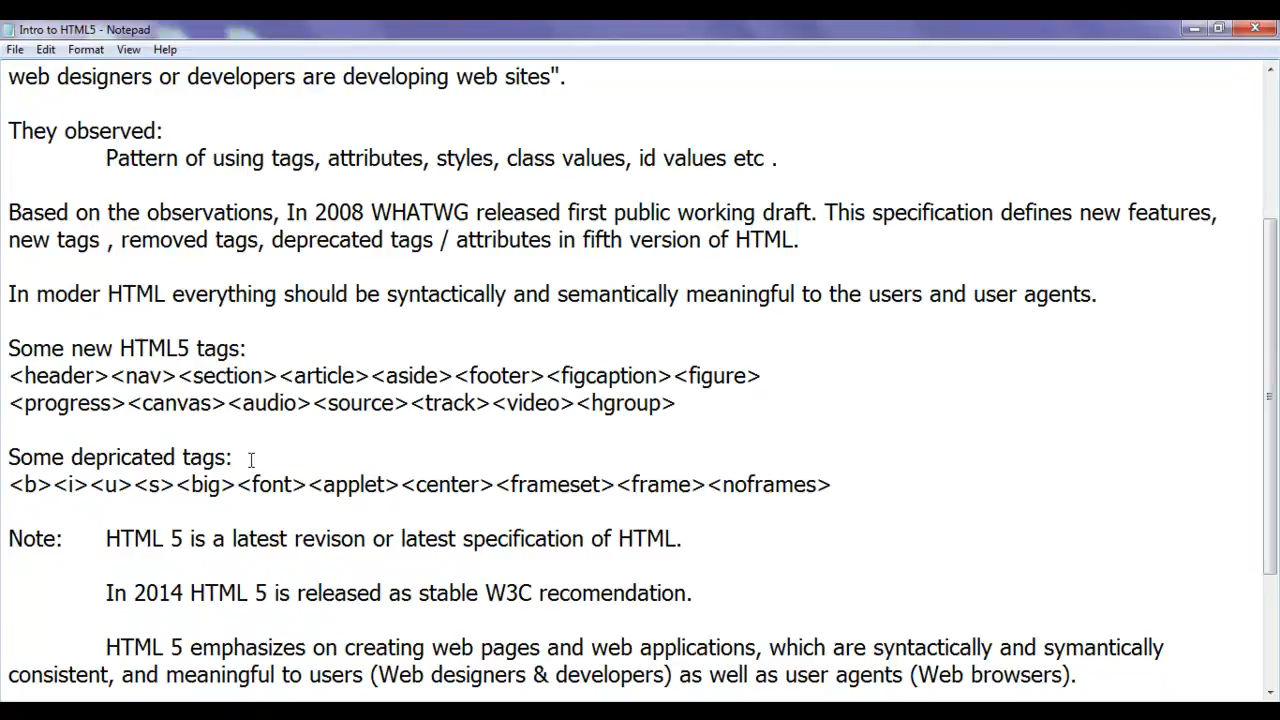 Intro to HTML5 - Notepad
File Edit Format View Help
web designers or developers are developing web sites".
They observed:
Pattern of using tags, attributes, styles, class values, id values etc .
Based on the observations, In 2008 WHATWG released first public working draft. This specification defines new features,
new tags , removed tags, deprecated tags / attributes in fifth version of HTML.
In moder HTML everything should be syntactically and semantically meaningful to the users and user agents.
Some new HTML5 tags:
<header><nav><section><article><aside><footer><figcaption><figure>
<progress><canvas><audio><source><track><video><hgroup>
Some depricated tags:
<b><i><u><s><big><font><applet><center><frameset><frame><noframes>
Note: HTML 5 is a latest revison or latest specification of HTML.
In 2014 HTML 5 is released as stable W3C recomendation.
HTML 5 emphasizes on creating web pages and web applications, which are syntactically and symantically
consistent, and meaningful to users (Web designers & developers) as well as user agents (Web browsers).